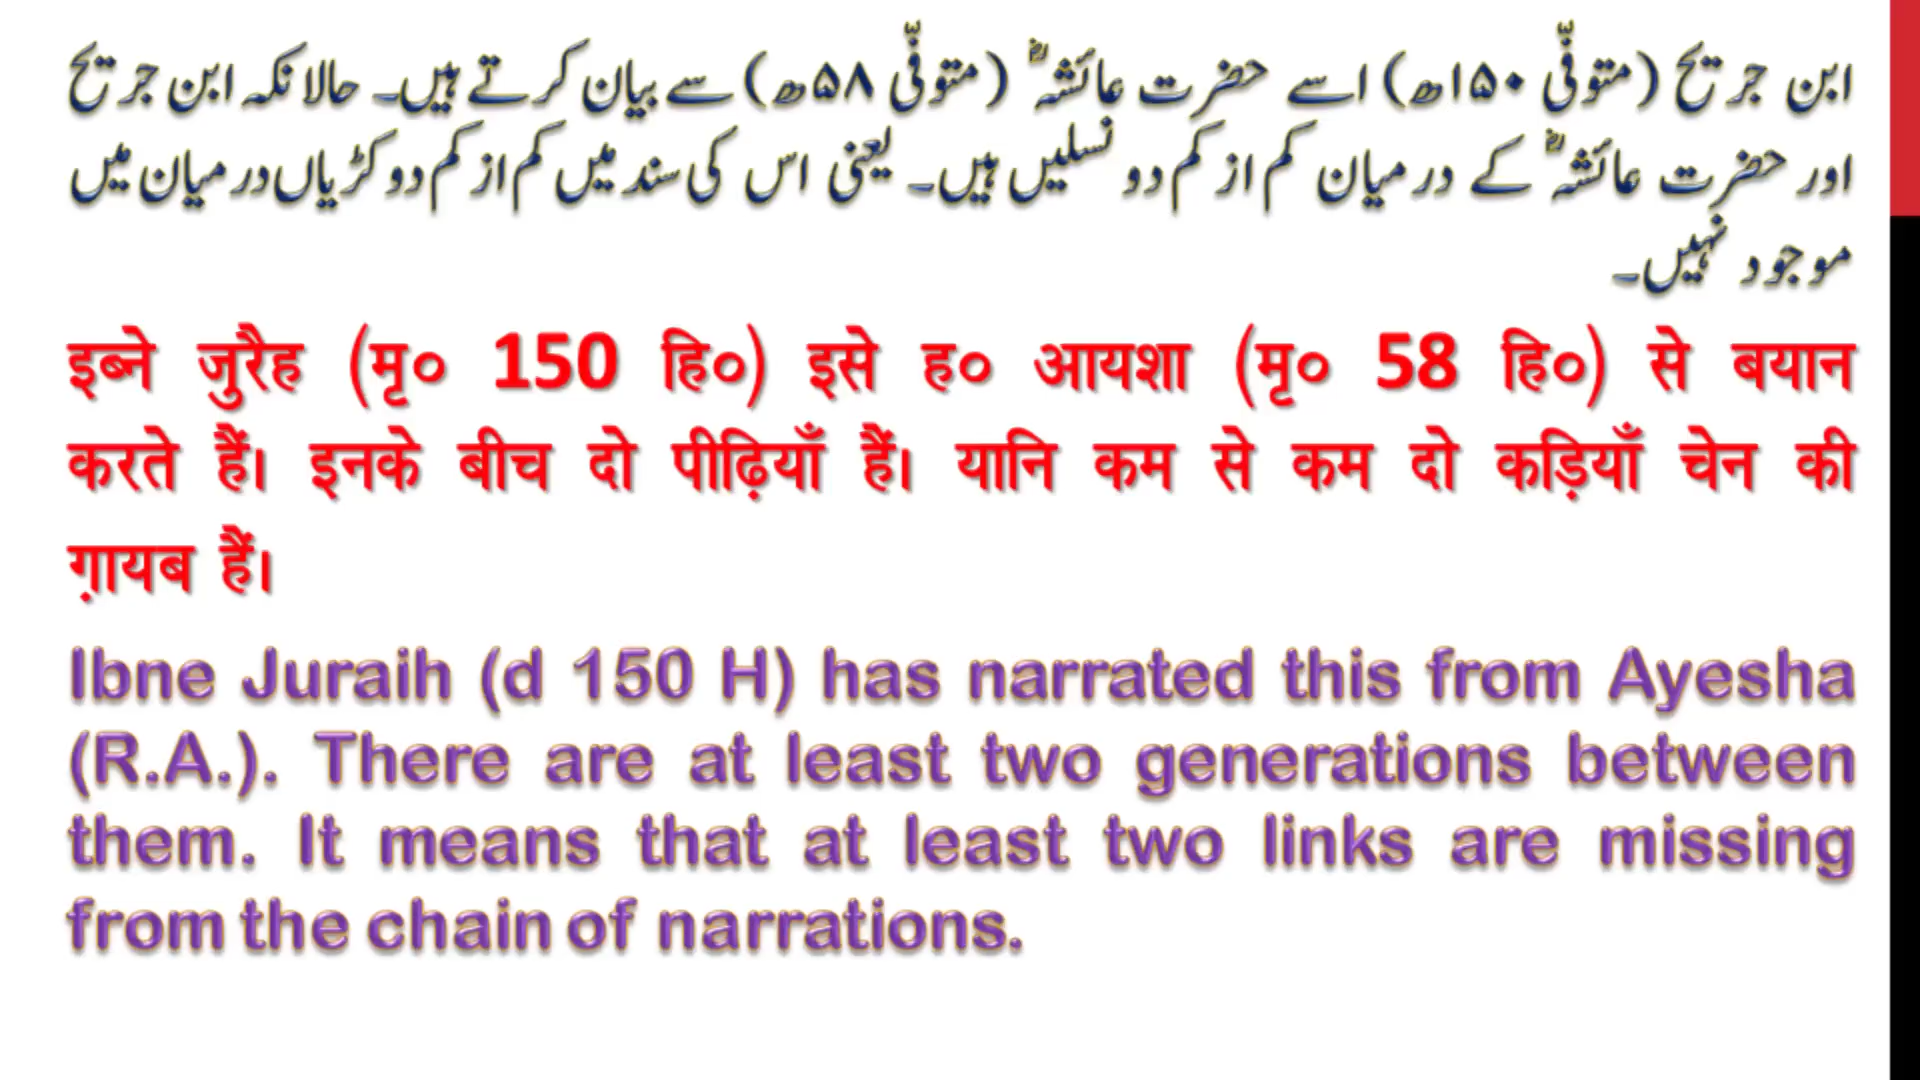 ابن جریح (متوفّی ۱۵۰ھ) اسے حضرت عائشہؓ (متوفّی ۵۸ھ) سے بیان کرتے ہیں۔ حالانکہ ابن جریح
اور حضرت عائشہؓ کے درمیان کم از کم دو نسلیں ہیں۔ یعنی اس کی سند میں کم از کم دو کڑیاں درمیان میں
موجود نہیں۔
इब्ने जुरैह (मृ० 150 हि०) इसे ह० आयशा (मृ० 58 हि०) से बयान
करते हैं। इनके बीच दो पीढ़ियाँ हैं। यानि कम से कम दो कड़ियाँ चेन की
ग़ायब हैं।
Ibne Juraih (d 150 H) has narrated this from Ayesha
(R.A.). There are at least two generations between
them. It means that at least two links are missing
from the chain of narrations.